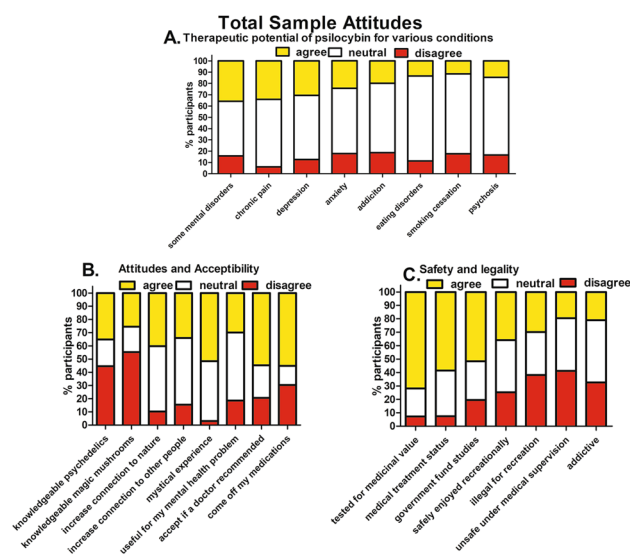 Total Sample Attitudes
A. Therapeutic potential of psilocybin for various conditions
agree neutral disagree
100
90
80
70
60
50
40
30
20
10
0
% participants
some mental disorders
chronic pain
depression
anxiety
addiciton
eating disorders
smoking cessation
psychosis
B. Attitudes and Acceptibility
agree neutral disagree
100
90
80
70
60
50
40
30
20
10
0
% participants
knowledgeable psychedelics
knowledgeable magic mushrooms
increase connection to nature
increase connection to other people
mystical experience
useful for my mental health problem
accept if a doctor recommended
come off my medications
C. Safety and legality
agree neutral disagree
100
90
80
70
60
50
40
30
20
10
0
% participants
tested for medicinal value
medical treatment status
government fund studies
safely enjoyed recreationally
illegal for recreation
unsafe under medical supervision
addictive